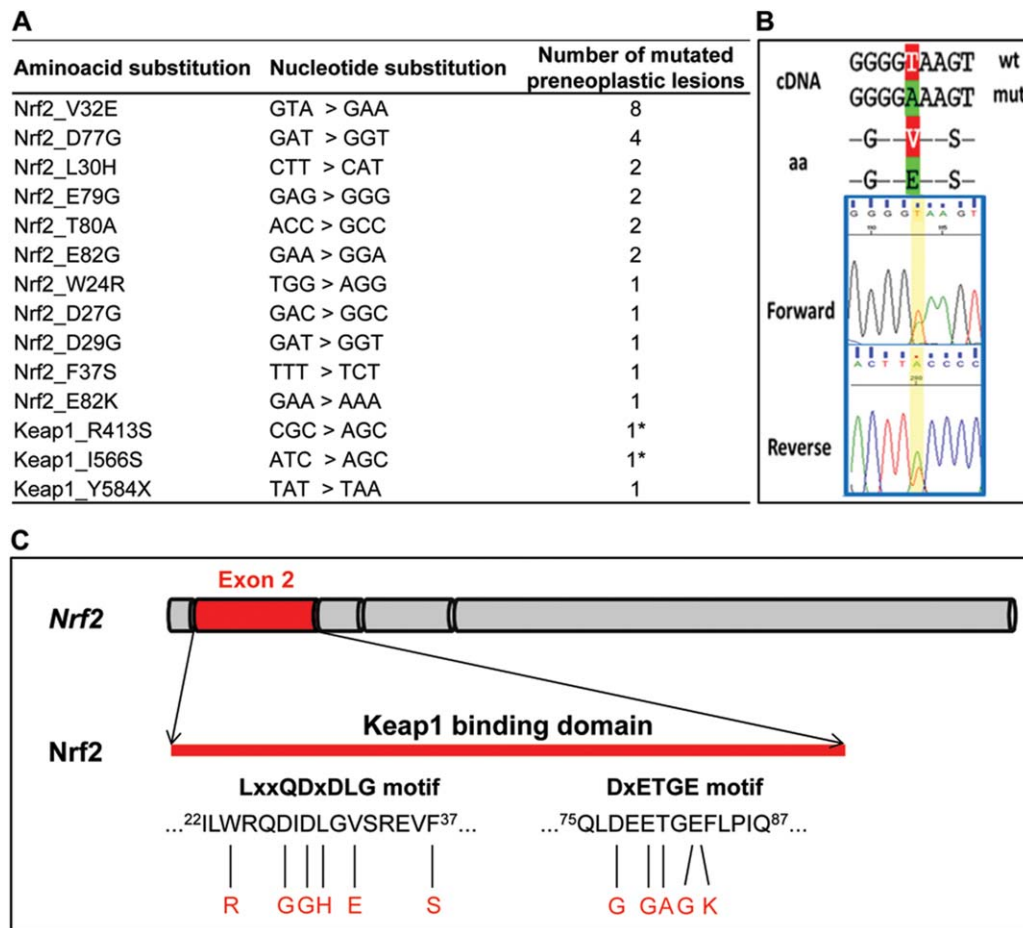 A
Aminoacid substitution Nucleotide substitution Number of mutated preneoplastic lesions
Nrf2_V32E GTA > GAA 8
Nrf2_D77G GAT > GGT 4
Nrf2_L30H CTT > CAT 2
Nrf2_E79G GAG > GGG 2
Nrf2_T80A ACC > GCC 2
Nrf2_E82G GAA > GGA 2
Nrf2_W24R TGG > AGG 1
Nrf2_D27G GAC > GGC 1
Nrf2_D29G GAT > GGT 1
Nrf2_F37S TTT > TCT 1
Nrf2_E82K GAA > AAA 1
Keap1_R413S CGC > AGC 1*
Keap1_I566S ATC > AGC 1*
Keap1_Y584X TAT > TAA 1
B
cDNA
GGGGTAAGT wt
GGGGAAAGT mut
aa
–G––V––S–
–G––E––S–
G G G G T A A G T
Forward
A C T T A C C C C
Reverse
C
Exon 2
Nrf2
Keap1 binding domain
Nrf2
LxxQDxDLG motif DxETGE motif
...²²ILWRQDIDLGVSREVF³⁷... ...⁷⁵QLDEETGEFLPIQ⁸⁷...
R G G H E S G G A G K